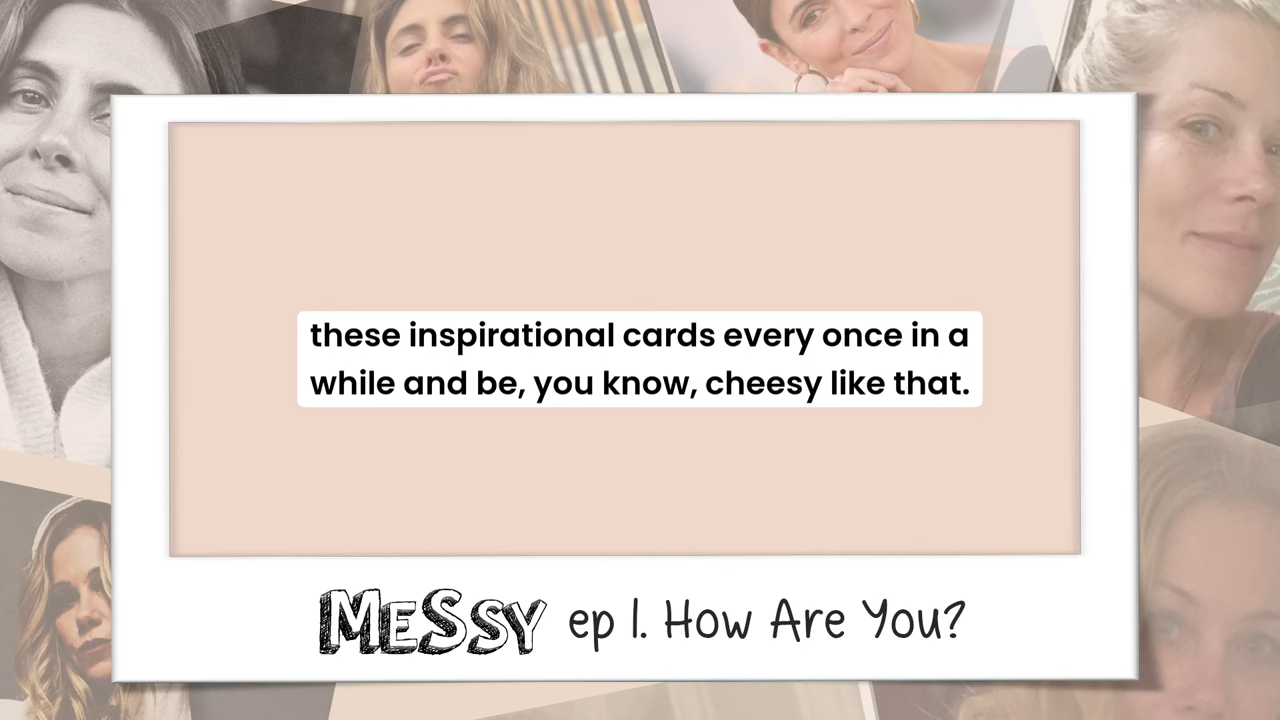 these inspirational cards every once in a
while and be, you know, cheesy like that.
MeSSY ep 1. How Are You?